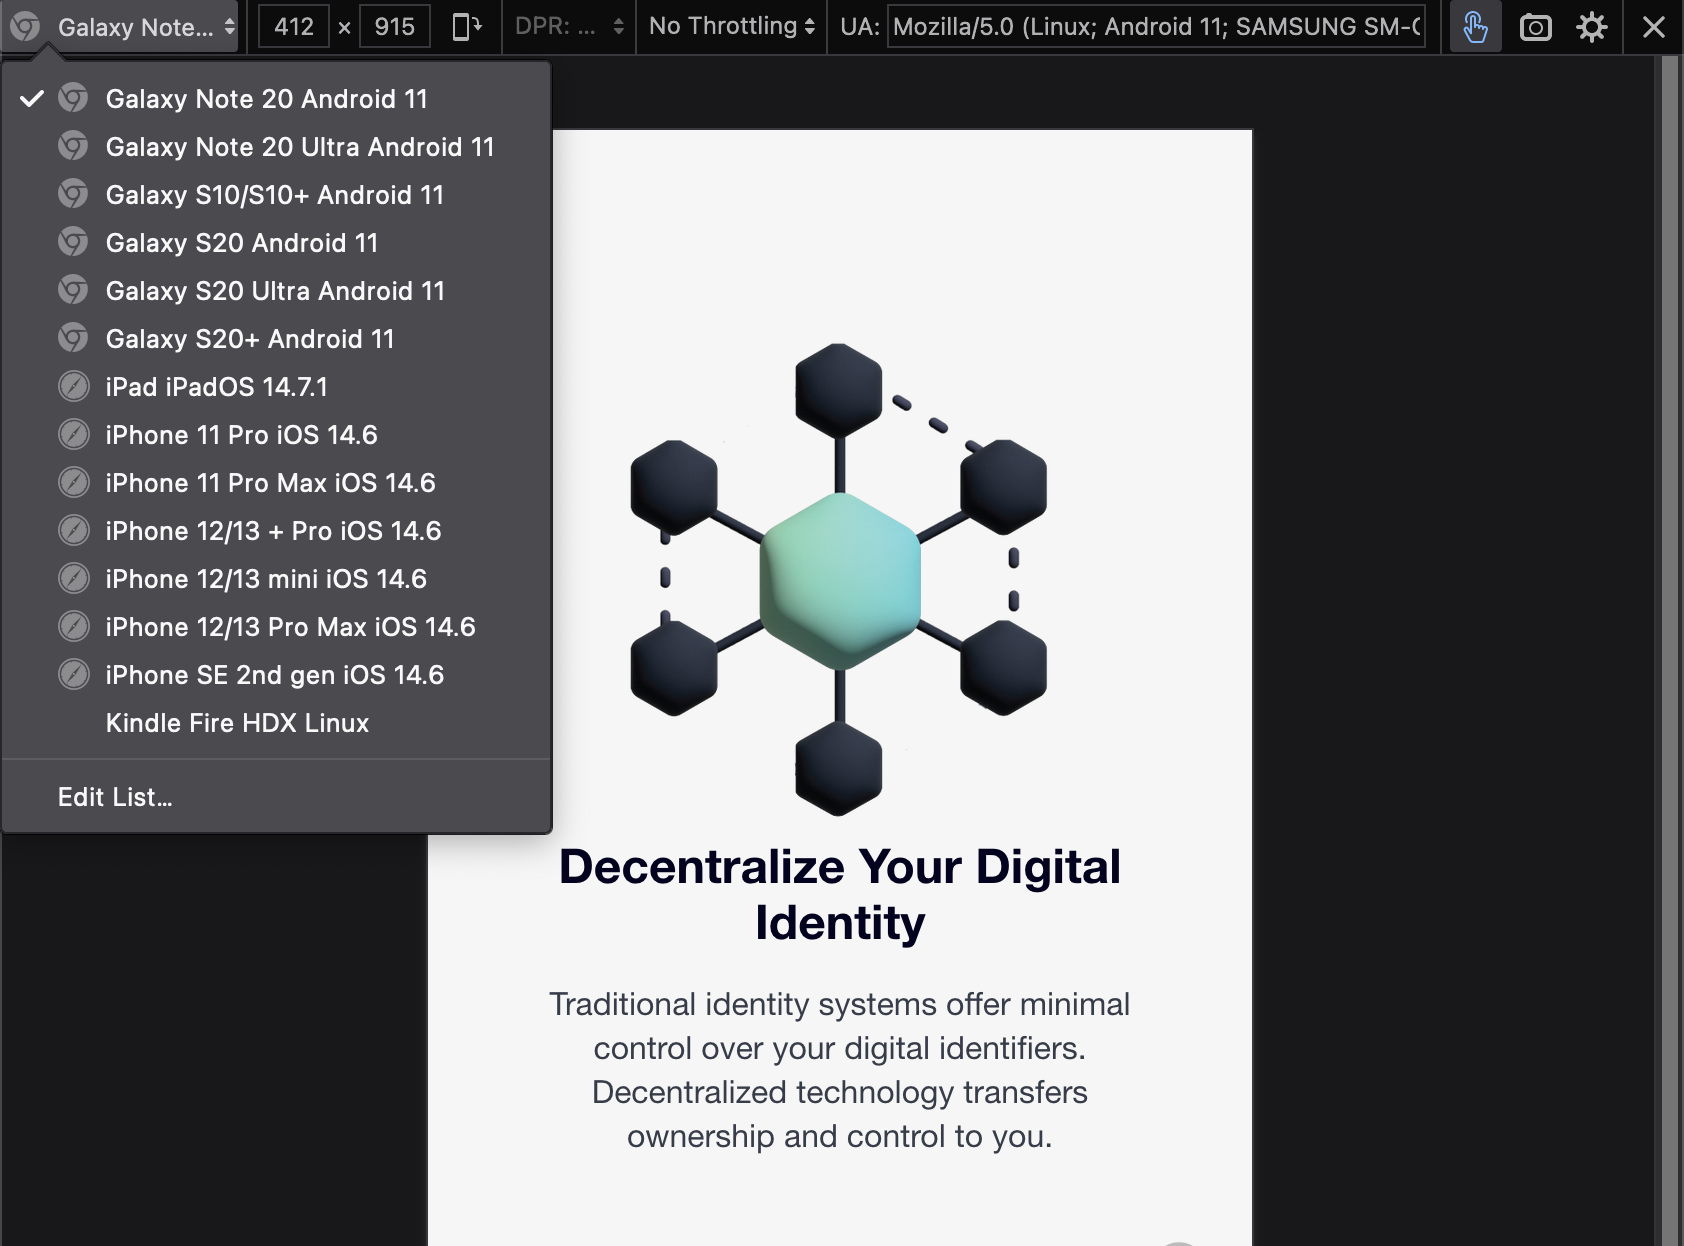 Galaxy Note... 412 × 915 DPR: ... No Throttling UA: Mozilla/5.0 (Linux; Android 11; SAMSUNG SM-
Galaxy Note 20 Android 11
Galaxy Note 20 Ultra Android 11
Galaxy S10/S10+ Android 11
Galaxy S20 Android 11
Galaxy S20 Ultra Android 11
Galaxy S20+ Android 11
iPad iPadOS 14.7.1
iPhone 11 Pro iOS 14.6
iPhone 11 Pro Max iOS 14.6
iPhone 12/13 + Pro iOS 14.6
iPhone 12/13 mini iOS 14.6
iPhone 12/13 Pro Max iOS 14.6
iPhone SE 2nd gen iOS 14.6
Kindle Fire HDX Linux
Edit List...
Decentralize Your Digital
Identity
Traditional identity systems offer minimal
control over your digital identifiers.
Decentralized technology transfers
ownership and control to you.